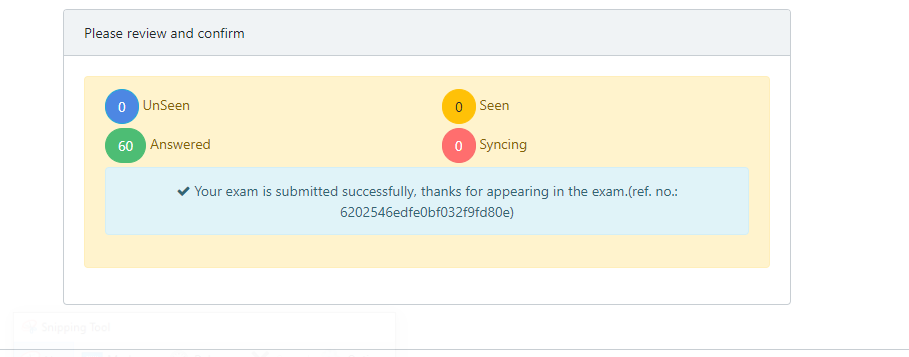 Please review and confirm
0 UnSeen
0 Seen
60 Answered
0 Syncing
✔ Your exam is submitted successfully, thanks for appearing in the exam.(ref. no.:
6202546edfe0bf032f9fd80e)
Snipping Tool